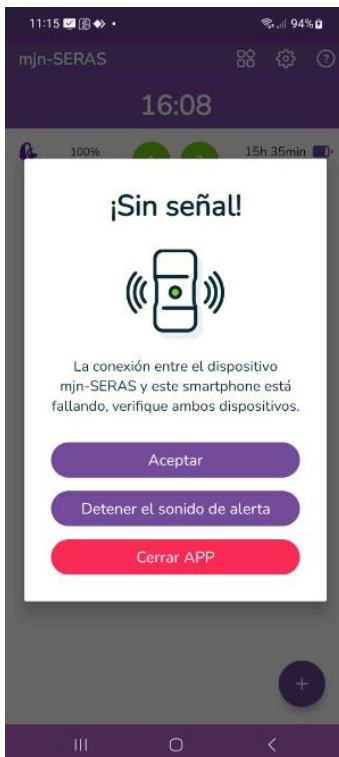 11:15
94%
mjn-SERAS
16:08
100%
15h 35min
¡Sin señal!
La conexión entre el dispositivo
mjn-SERAS y este smartphone está
fallando, verifique ambos dispositivos.
Aceptar
Detener el sonido de alerta
Cerrar APP